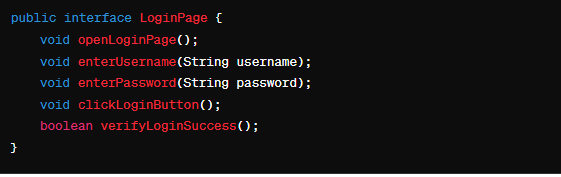 public interface LoginPage {
    void openLoginPage();
    void enterUsername(String username);
    void enterPassword(String password);
    void clickLoginButton();
    boolean verifyLoginSuccess();
}